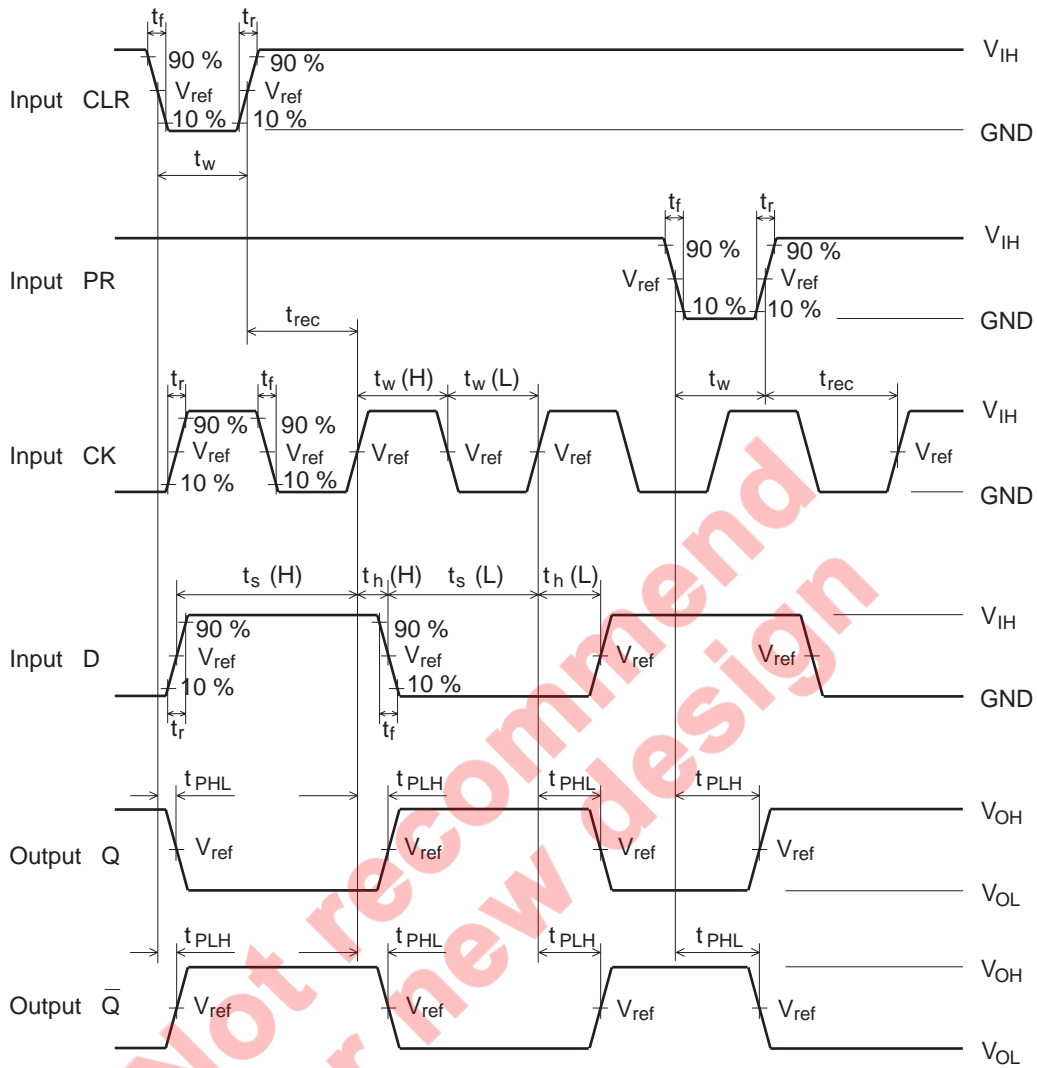 tf tr
90 % 90 % VIH
Input CLR Vref Vref
10 % 10 % GND
tw
tf tr VIH
90 % 90 %
Input PR Vref Vref
10 % 10 % GND
trec
tr tf tw (H) tw (L) tw trec
90 % 90 % VIH
Input CK Vref Vref Vref Vref Vref Vref
10 % 10 % GND
ts (H) th (H) ts (L) th (L)
90 % 90 % VIH
Input D Vref Vref Vref Vref
10 % 10 % GND
tr tf
tPHL tPLH tPHL tPLH
VOH
Output Q Vref Vref Vref Vref
VOL
tPLH tPHL tPLH tPHL
VOH
Output Q̅ Vref Vref Vref Vref
VOL
Not recommend
for new design